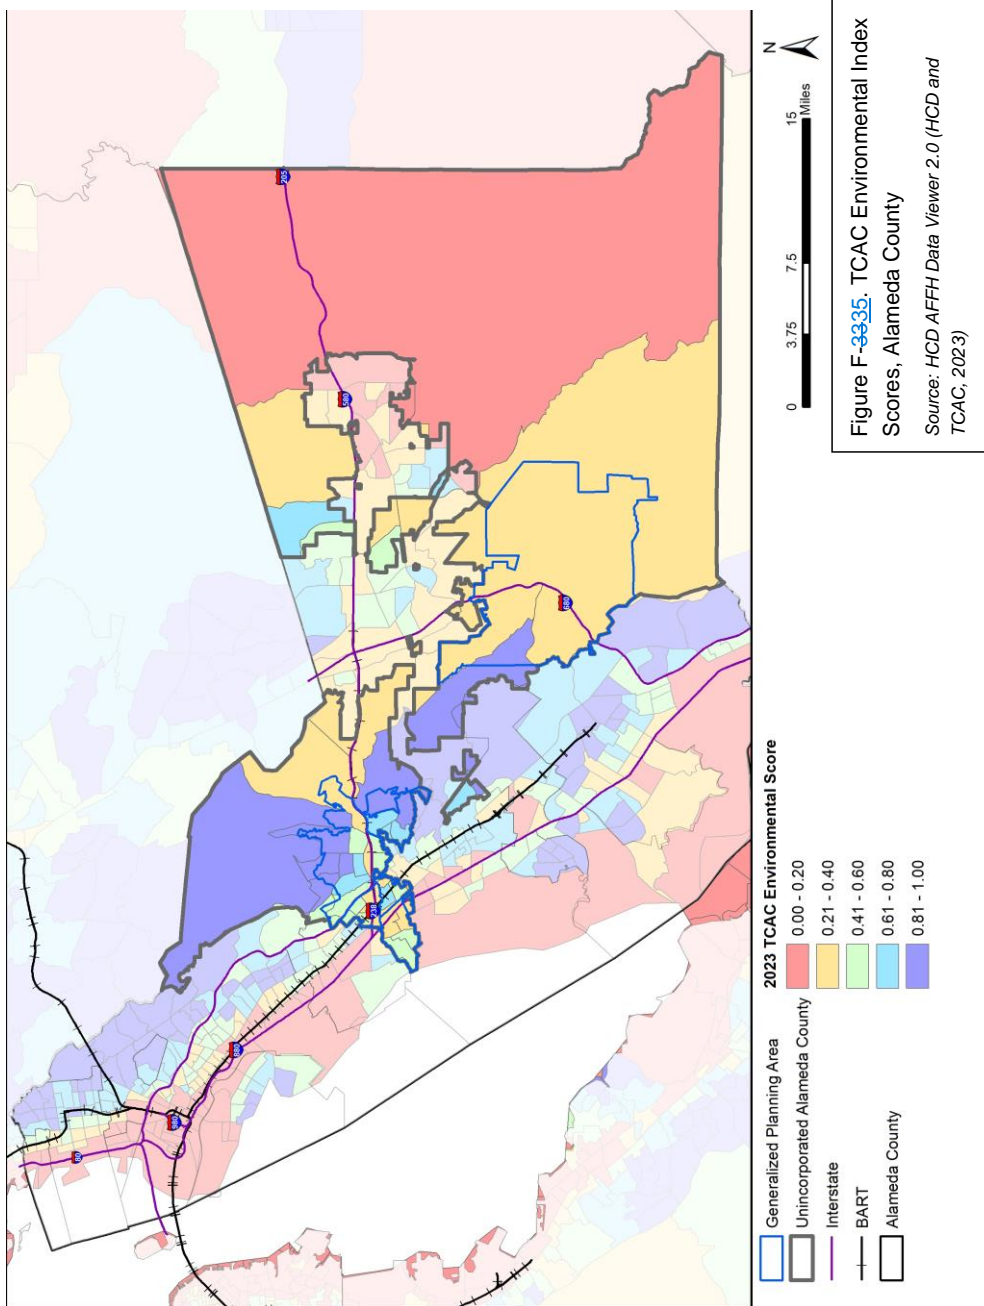 205
580
680
238
880
980
80
N
0
3.75
7.5
15
Miles
Generalized Planning Area
Unincorporated Alameda County
Interstate
BART
Alameda County
2023 TCAC Environmental Score
0.00 - 0.20
0.21 - 0.40
0.41 - 0.60
0.61 - 0.80
0.81 - 1.00
Figure F-3335. TCAC Environmental Index
Scores, Alameda County
Source: HCD AFFH Data Viewer 2.0 (HCD and
TCAC, 2023)